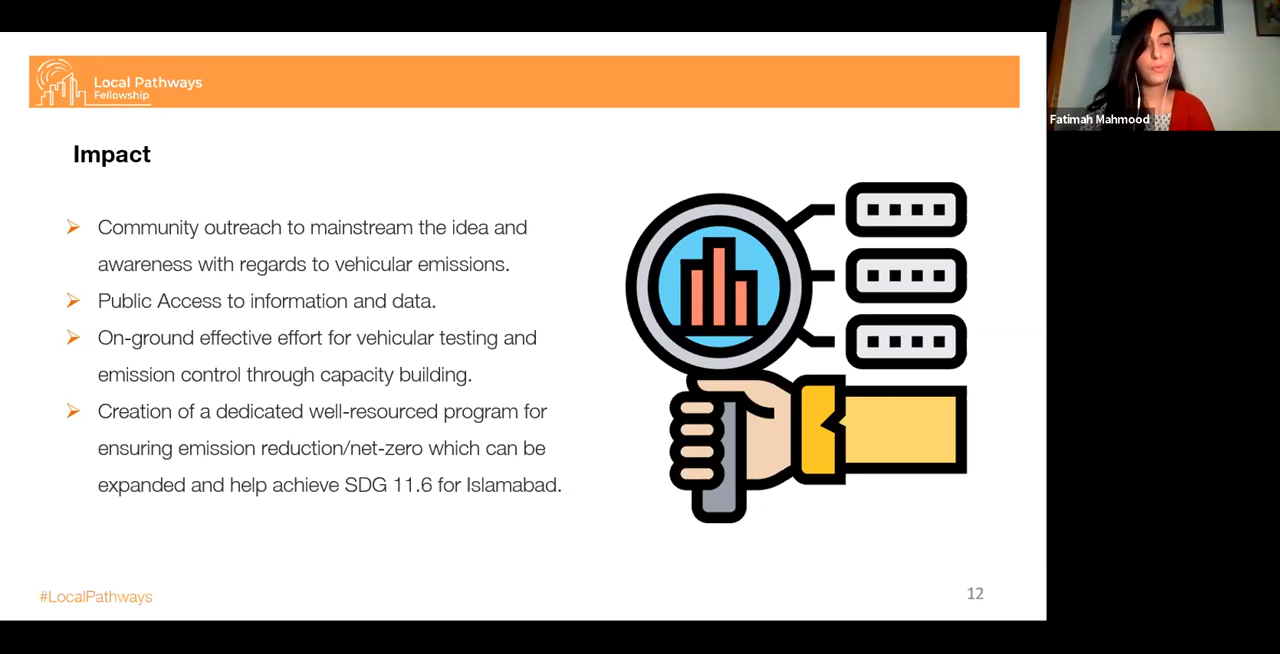 Local Pathways
Fellowship
Fatimah Mahmood
Impact
Community outreach to mainstream the idea and
awareness with regards to vehicular emissions.
Public Access to information and data.
On-ground effective effort for vehicular testing and
emission control through capacity building.
Creation of a dedicated well-resourced program for
ensuring emission reduction/net-zero which can be
expanded and help achieve SDG 11.6 for Islamabad.
#LocalPathways
12